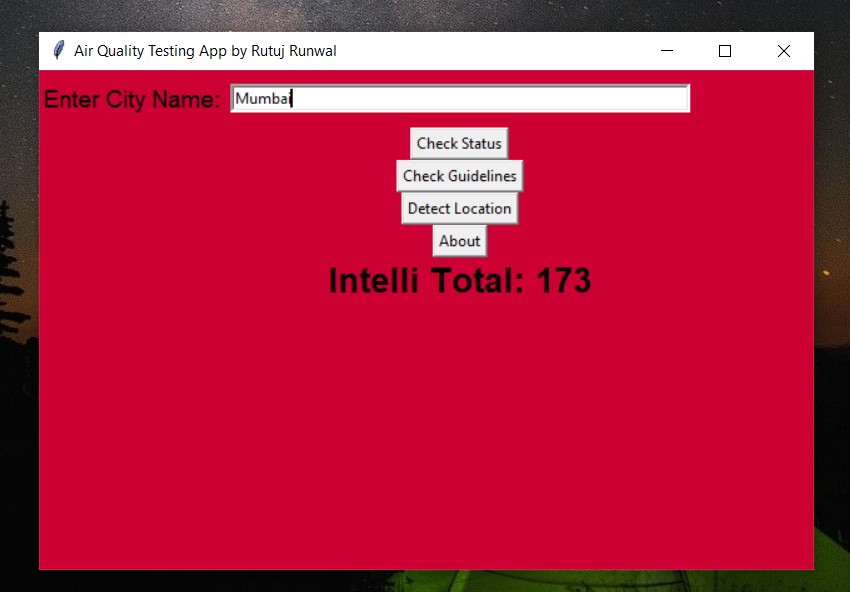 Air Quality Testing App by Rutuj Runwal
Enter City Name: Mumbai
Check Status
Check Guidelines
Detect Location
About
Intelli Total: 173